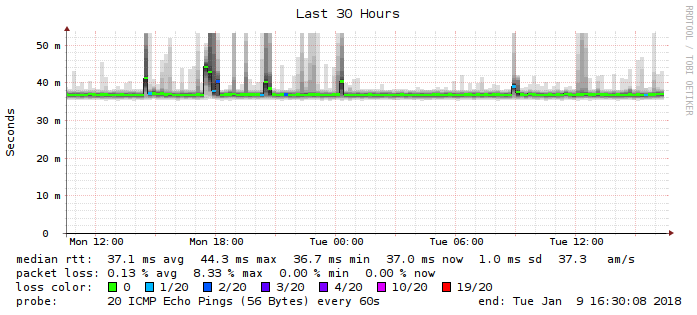 Last 30 Hours
RRDTOOL / TOBI OETIKER
Seconds
50 m
40 m
30 m
20 m
10 m
0
Mon 12:00 Mon 18:00 Tue 00:00 Tue 06:00 Tue 12:00
median rtt: 37.1 ms avg 44.3 ms max 36.7 ms min 37.0 ms now 1.0 ms sd 37.3 am/s
packet loss: 0.13 % avg 8.33 % max 0.00 % min 0.00 % now
loss color: 0 1/20 2/20 3/20 4/20 10/20 19/20
probe: 20 ICMP Echo Pings (56 Bytes) every 60s end: Tue Jan 9 16:30:08 2018